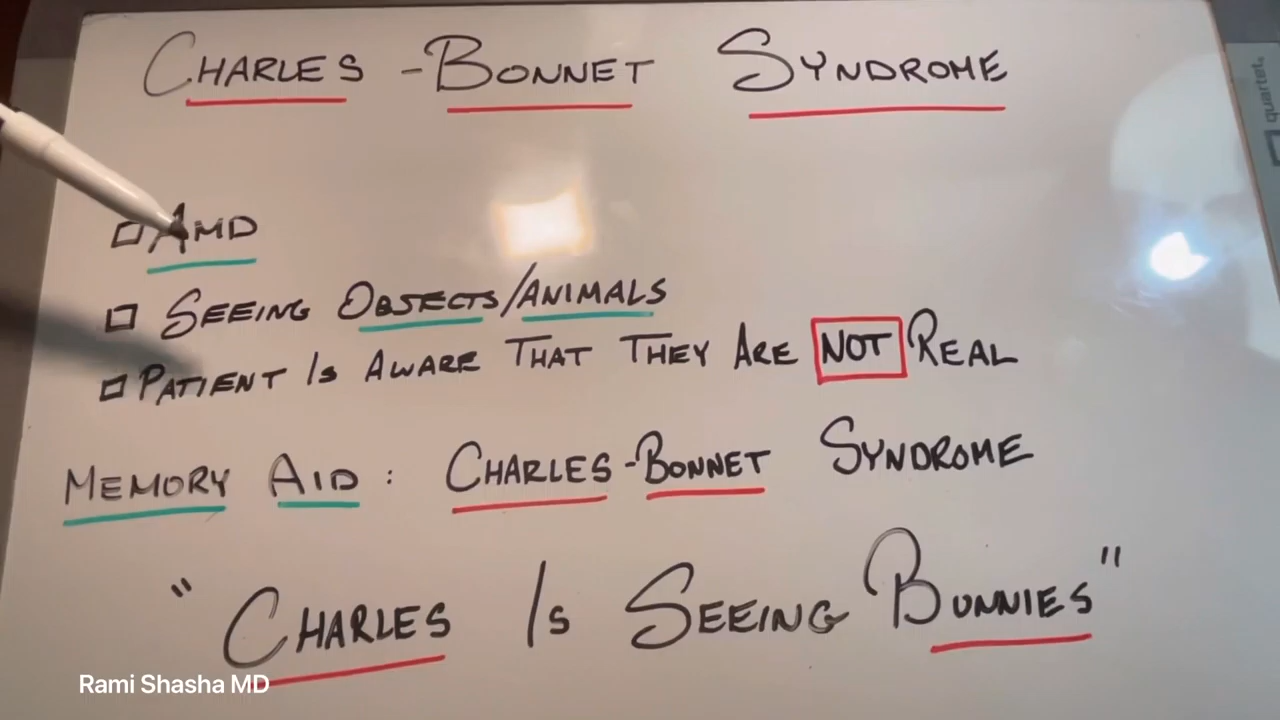 CHARLES-BONNET SYNDROME
quartet.
AMD
SEEING OBJECTS/ANIMALS
PATIENT IS AWARE THAT THEY ARE NOT REAL
MEMORY AID: CHARLES-BONNET SYNDROME
"CHARLES IS SEEING BUNNIES"
Rami Shasha MD